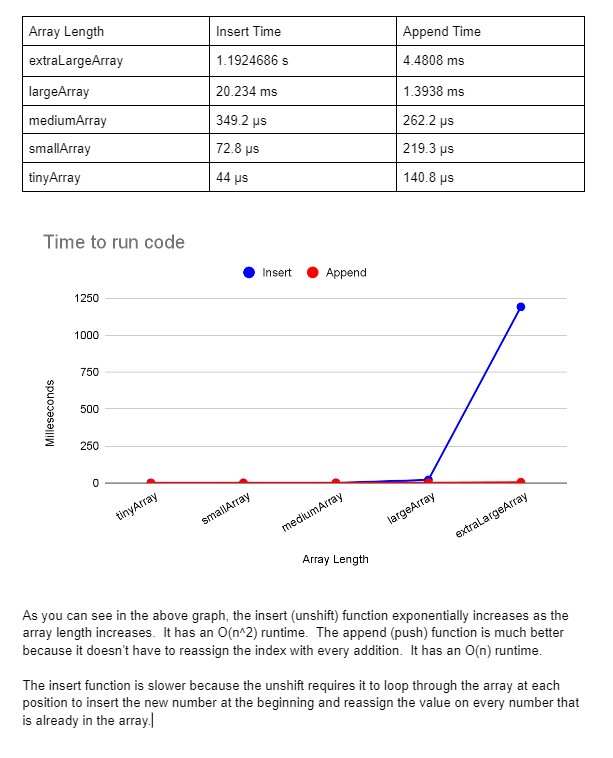 Array Length Insert Time Append Time
extraLargeArray 1.1924686 s 4.4808 ms
largeArray 20.234 ms 1.3938 ms
mediumArray 349.2 µs 262.2 µs
smallArray 72.8 µs 219.3 µs
tinyArray 44 µs 140.8 µs
Time to run code
Insert Append
1250
1000
750
500
250
0
Milleseconds
tinyArray smallArray mediumArray largeArray extraLargeArray
Array Length
As you can see in the above graph, the insert (unshift) function exponentially increases as the
array length increases. It has an O(n^2) runtime. The append (push) function is much better
because it doesn't have to reassign the index with every addition. It has an O(n) runtime.
The insert function is slower because the unshift requires it to loop through the array at each
position to insert the new number at the beginning and reassign the value on every number that
is already in the array.